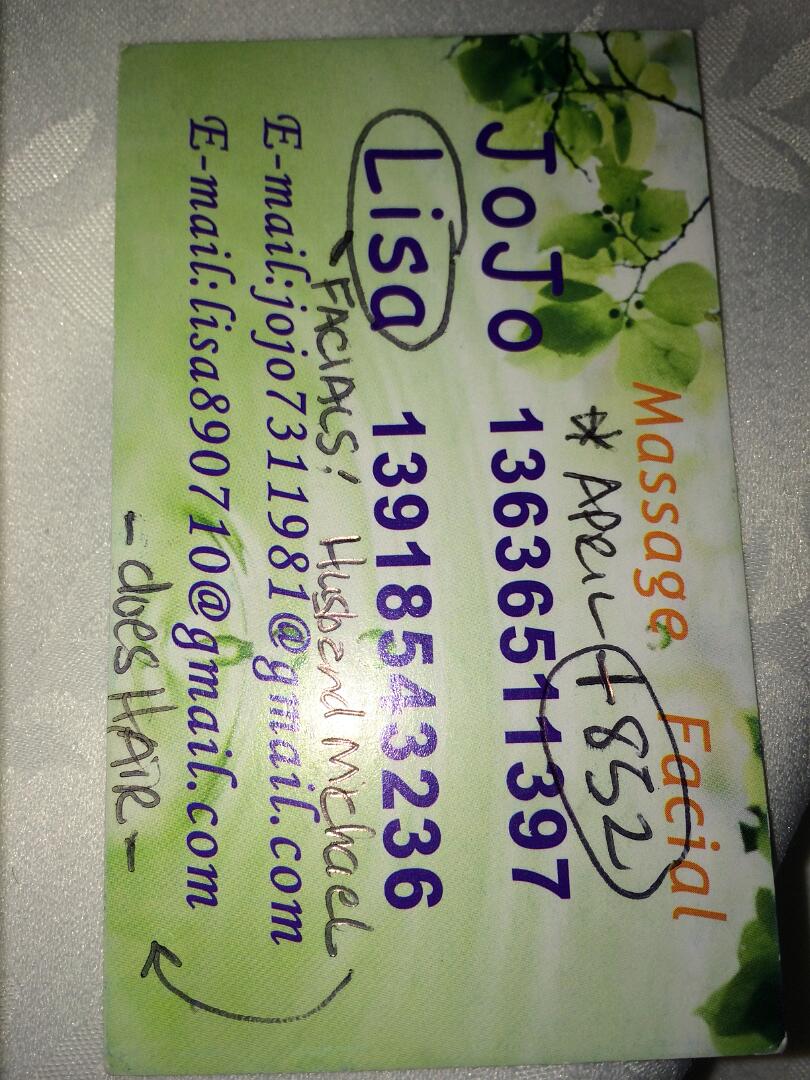 Massage Facial
* APRIL +852
JoJo 13636511397
Lisa 13918543236
FACIALS; Husband Michael
E-mail:jojo7311981@gmail.com
E-mail:lisa890710@gmail.com
- does HAIR -